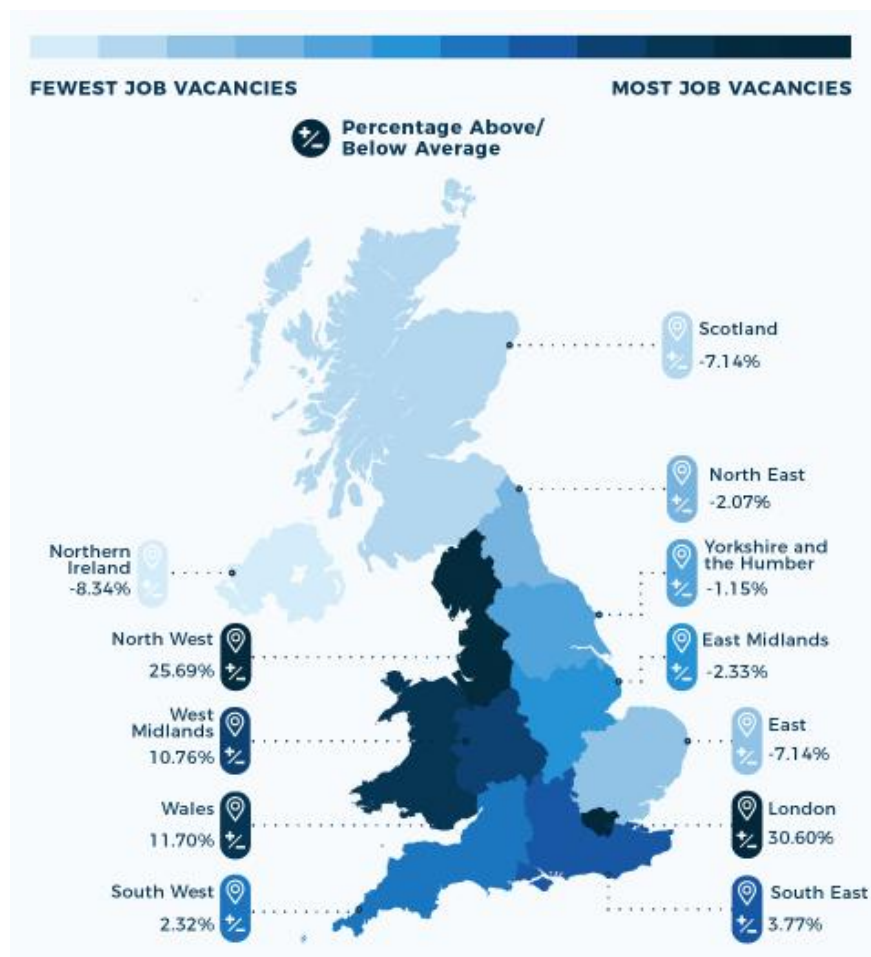 FEWEST JOB VACANCIES
MOST JOB VACANCIES
Percentage Above/
Below Average
Scotland
-7.14%
North East
-2.07%
Yorkshire and
the Humber
-1.15%
Northern
Ireland
-8.34%
North West
25.69%
East Midlands
-2.33%
West
Midlands
10.76%
East
-7.14%
Wales
11.70%
London
30.60%
South West
2.32%
South East
3.77%